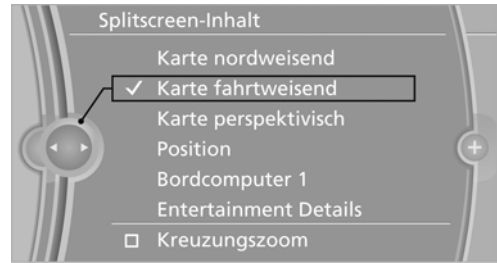 Splitscreen-Inhalt
Karte nordweisend
✓ Karte fahrtweisend
Karte perspektivisch
Position
Bordcomputer 1
Entertainment Details
Kreuzungszoom